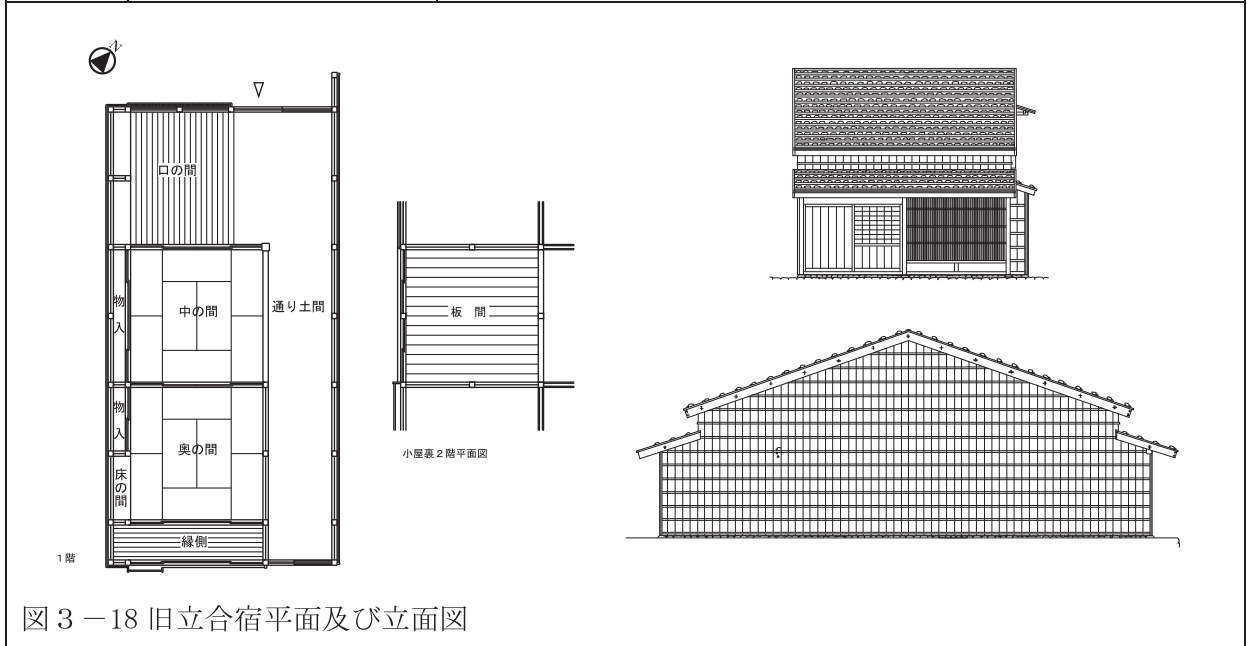 N
口の間
物入
中の間
通り土間
板 間
物入
奥の間
床の間
縁側
小屋裏2階平面図
1階
図3-18 旧立合宿平面及び立面図